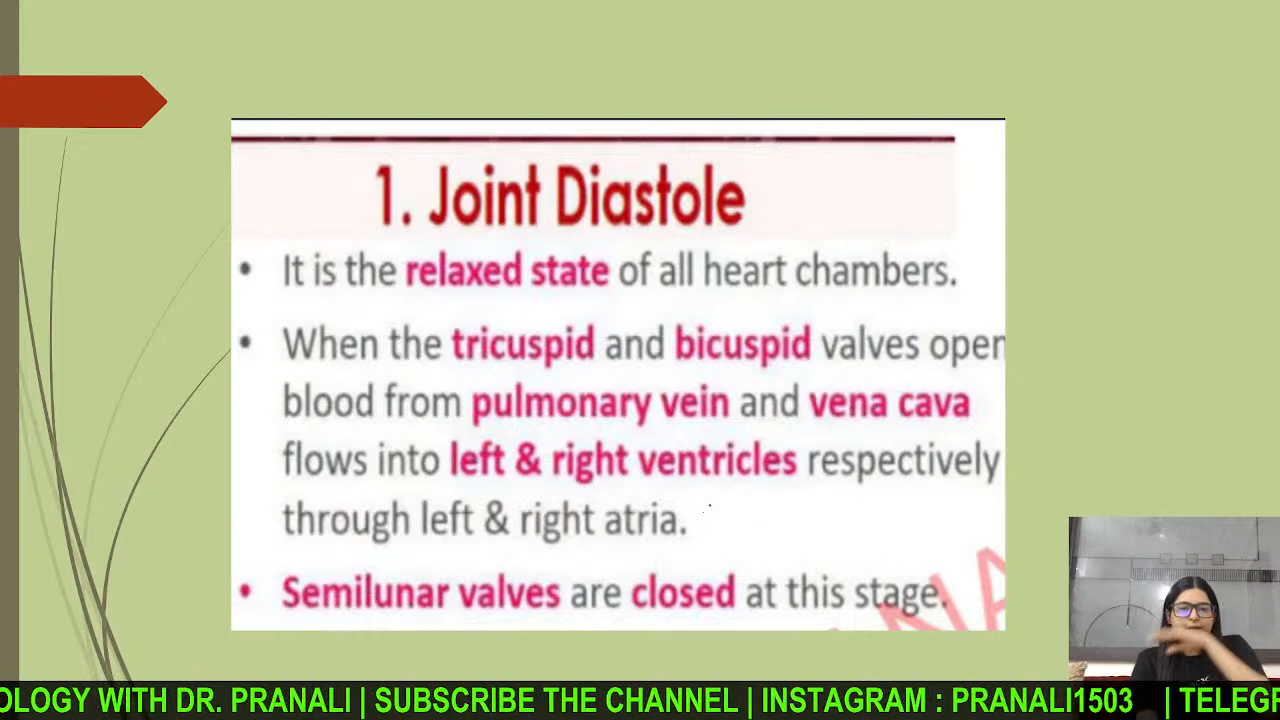 1. Joint Diastole
• It is the relaxed state of all heart chambers.
• When the tricuspid and bicuspid valves open
blood from pulmonary vein and vena cava
flows into left & right ventricles respectively
through left & right atria.
• Semilunar valves are closed at this stage.
NA
OLOGY WITH DR. PRANALI | SUBSCRIBE THE CHANNEL | INSTAGRAM : PRANALI1503 | TELEGR